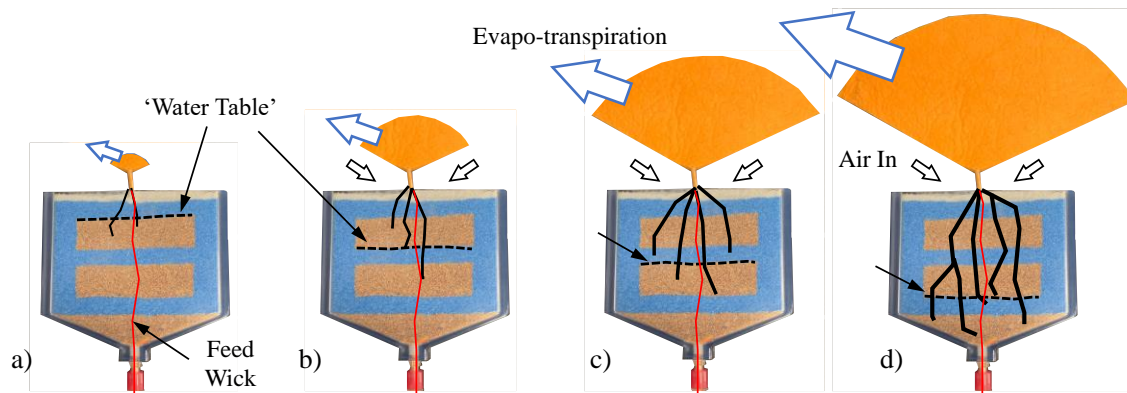 Evapo-transpiration
‘Water Table’
Air In
a)
Feed
Wick
b)
c)
d)